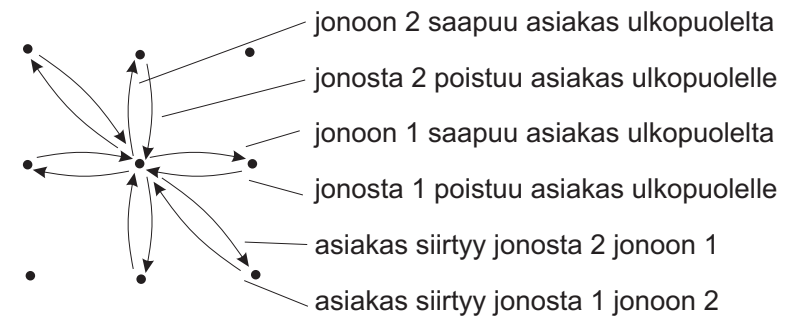 jonoon 2 saapuu asiakas ulkopuolelta
jonosta 2 poistuu asiakas ulkopuolelle
jonoon 1 saapuu asiakas ulkopuolelta
jonosta 1 poistuu asiakas ulkopuolelle
asiakas siirtyy jonosta 2 jonoon 1
asiakas siirtyy jonosta 1 jonoon 2